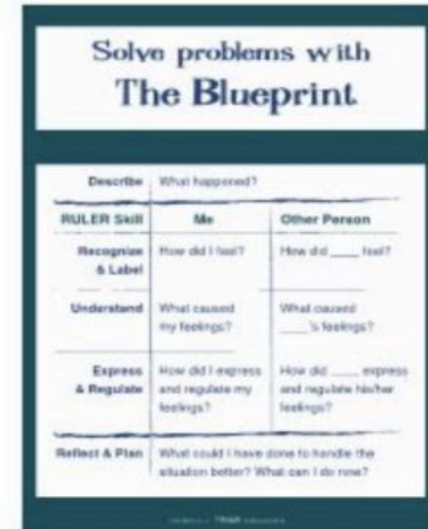 Solve problems with
The Blueprint
Describe What happened?
RULER Skill Me Other Person
Recognize How did I feel? How did ____ feel?
& Label
Understand What caused What caused
my feelings? ____'s feelings?
Express How did I express How did ____ express
& Regulate and regulate my and regulate his/her
feelings? feelings?
Reflect & Plan What could I have done to handle the
situation better? What can I do now?